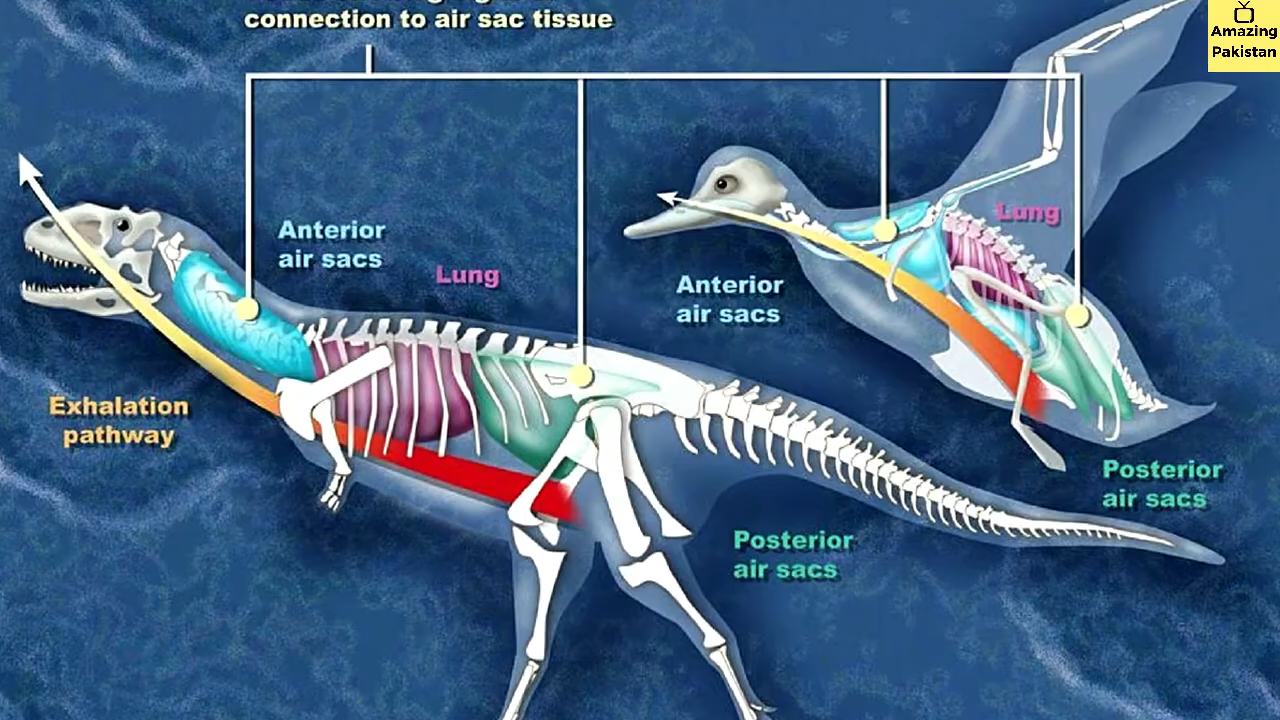 connection to air sac tissue
Amazing
Pakistan
Anterior
air sacs
Lung
Exhalation
pathway
Posterior
air sacs
Anterior
air sacs
Lung
Posterior
air sacs